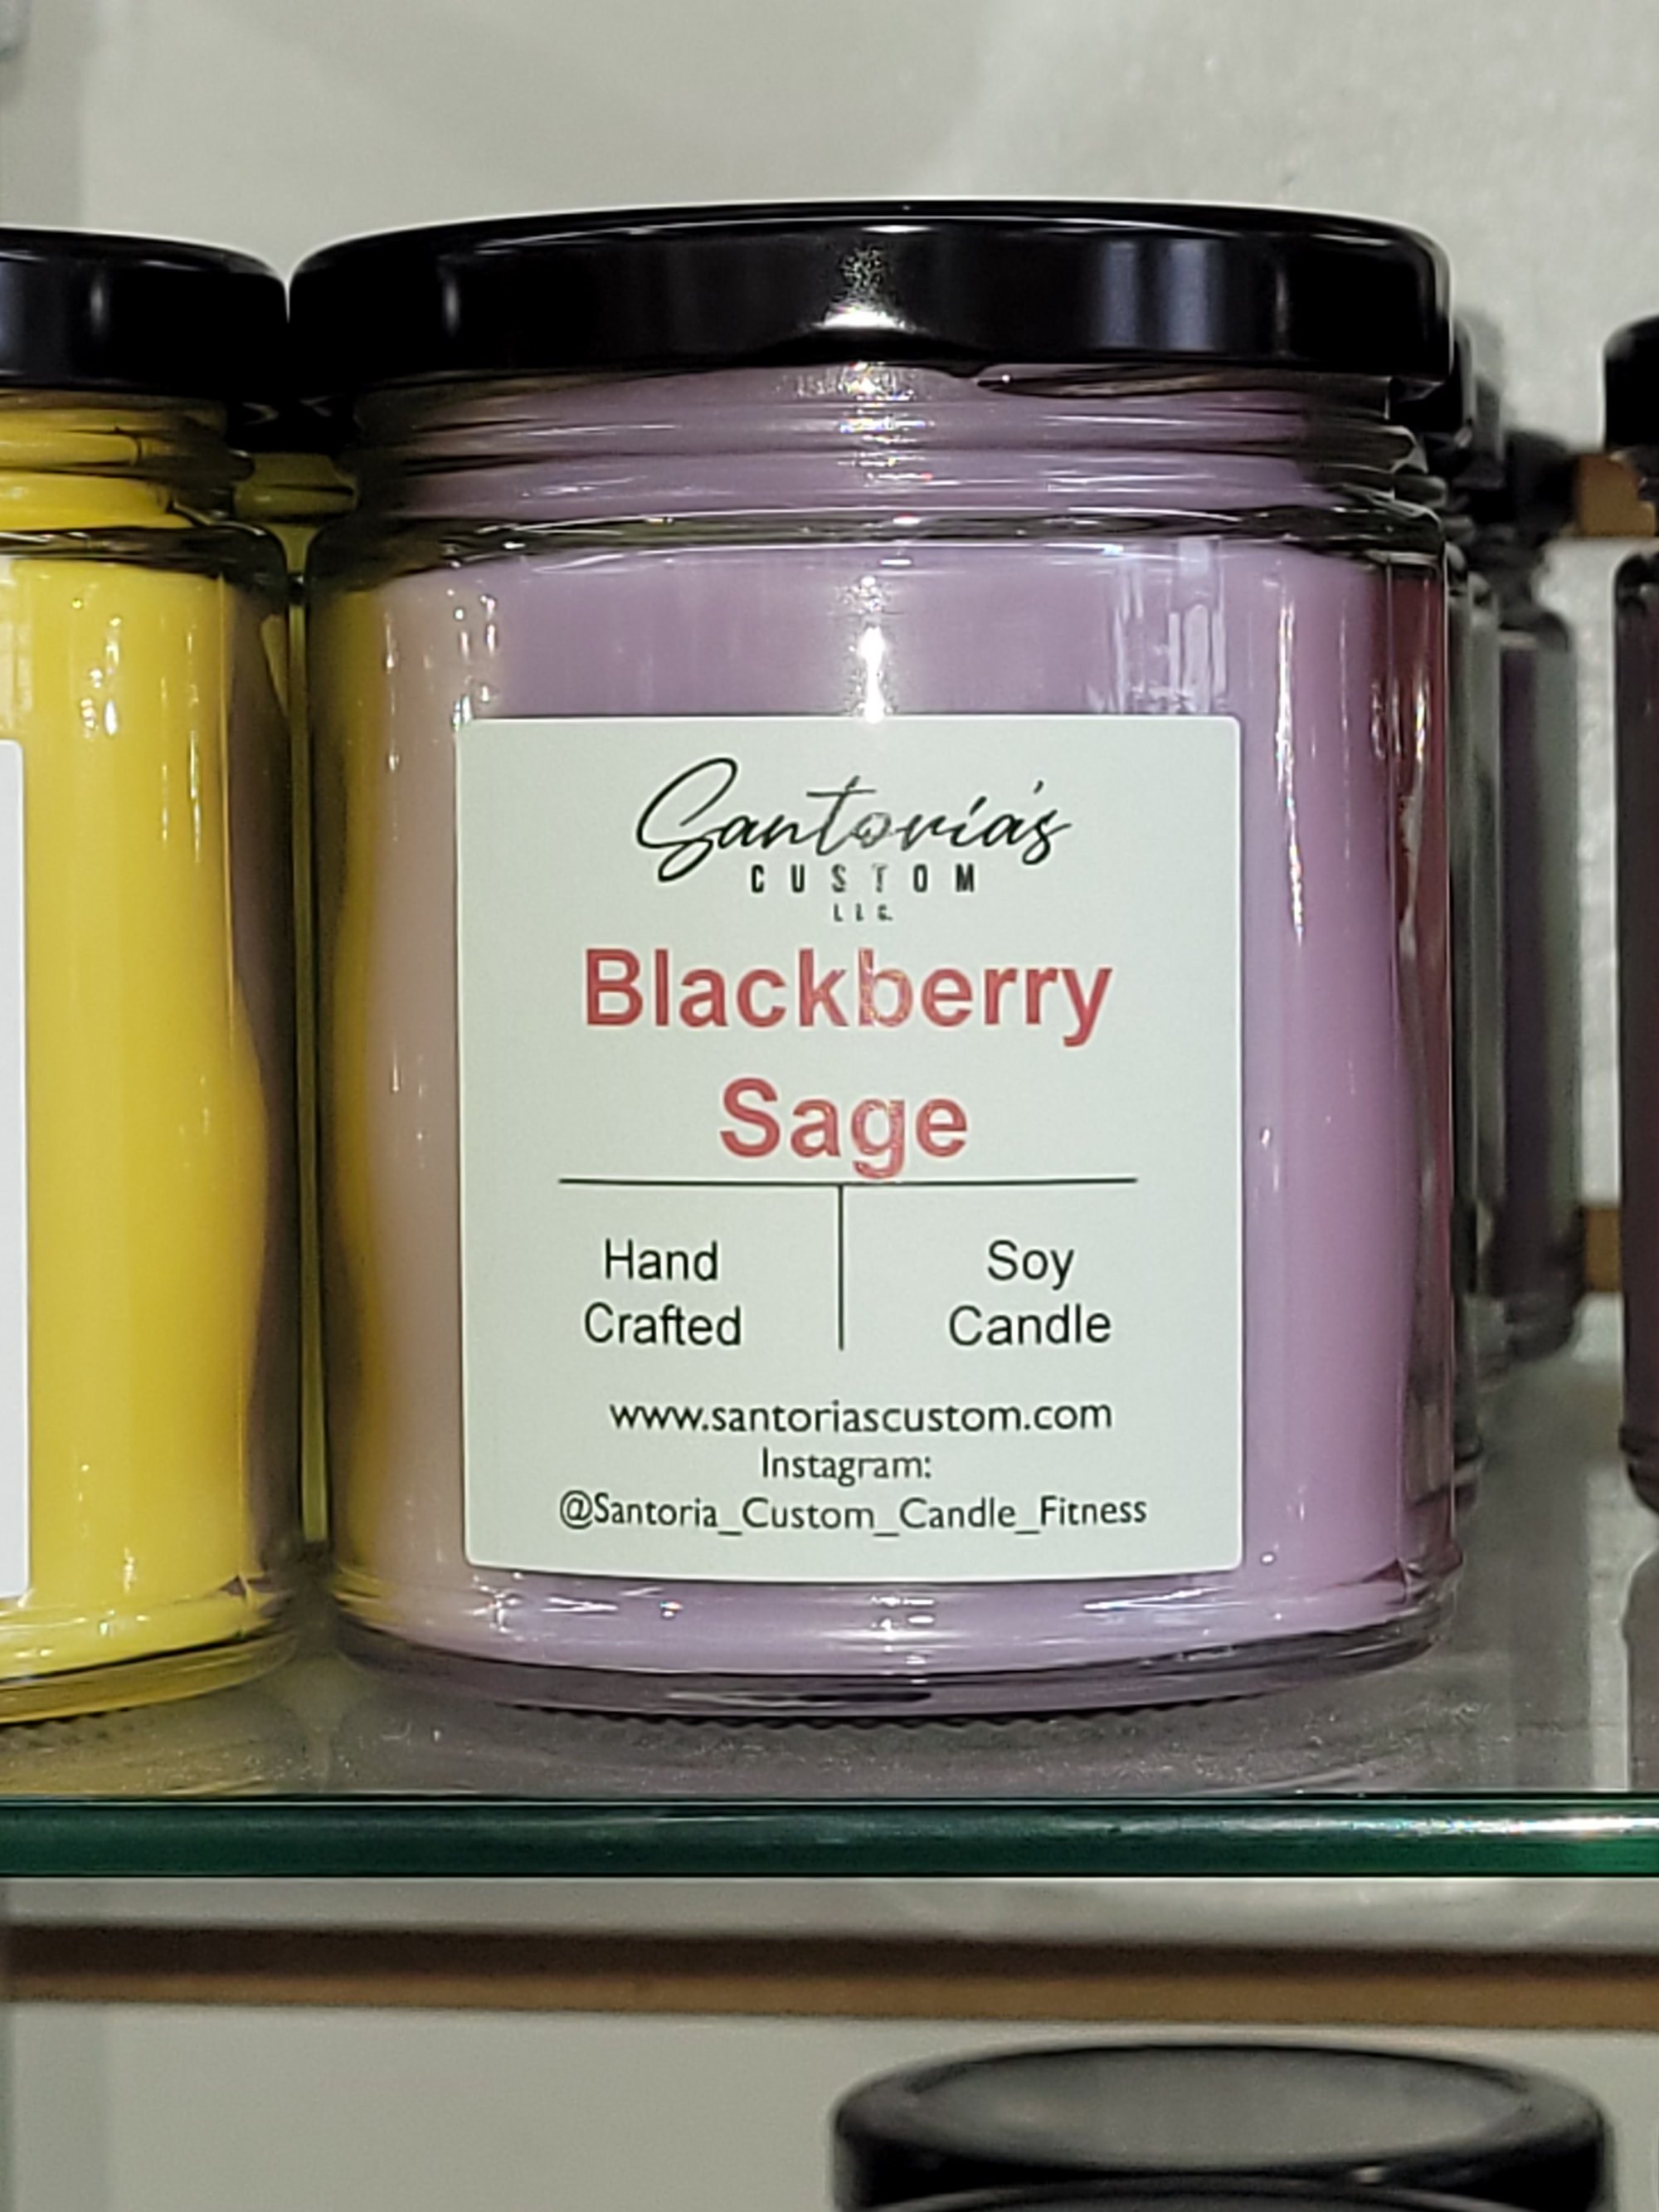 Santoria's
CUSTOM
LLC.
Blackberry
Sage
Hand
Crafted
Soy
Candle
www.santoriascustom.com
Instagram:
@Santoria_Custom_Candle_Fitness